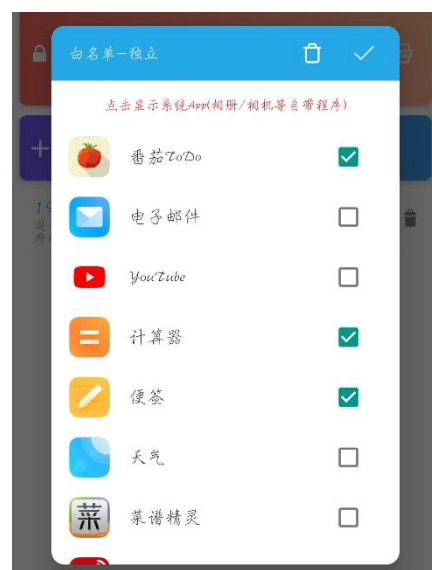 白名单-独立
点击显示系统App(相册/相机等自带程序)
番茄ToDo
电子邮件
YouTube
计算器
便签
天气
菜
菜谱精灵
19